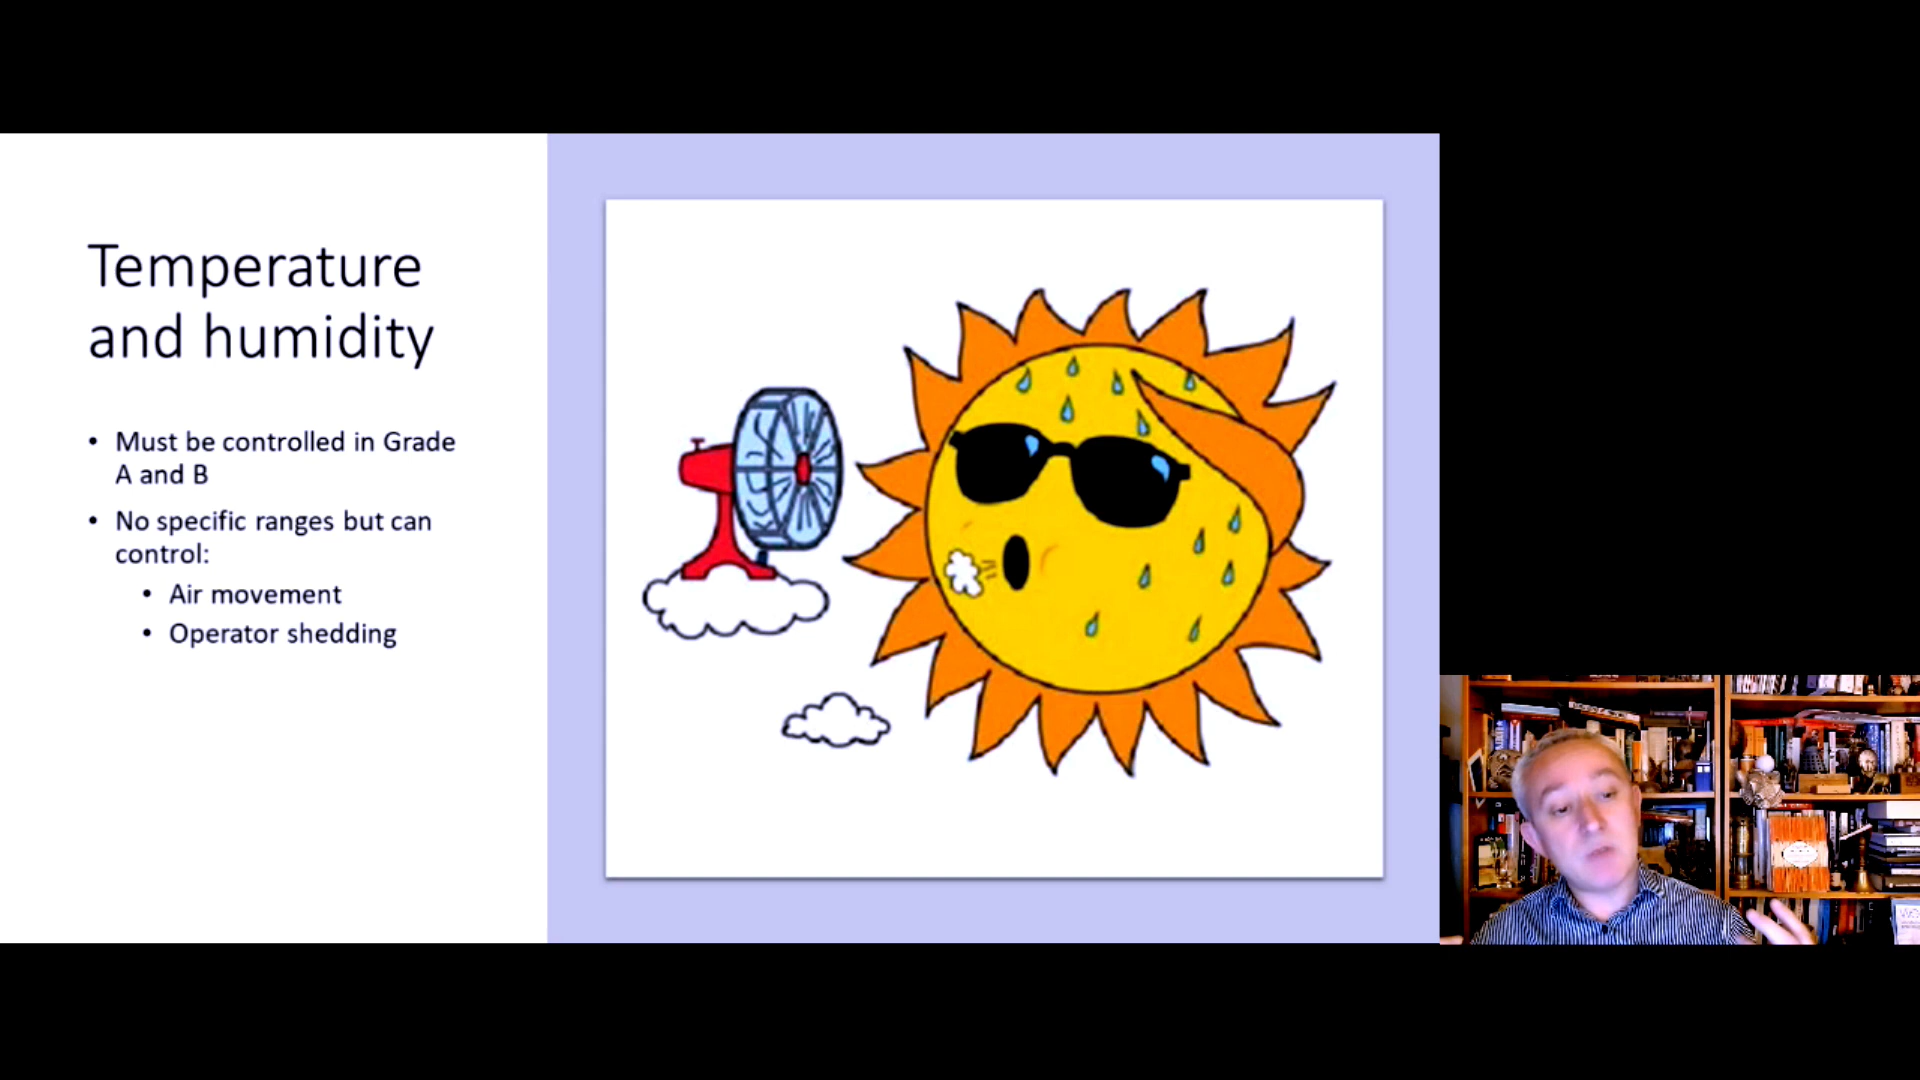 Temperature
and humidity
• Must be controlled in Grade
A and B
• No specific ranges but can
control:
• Air movement
• Operator shedding